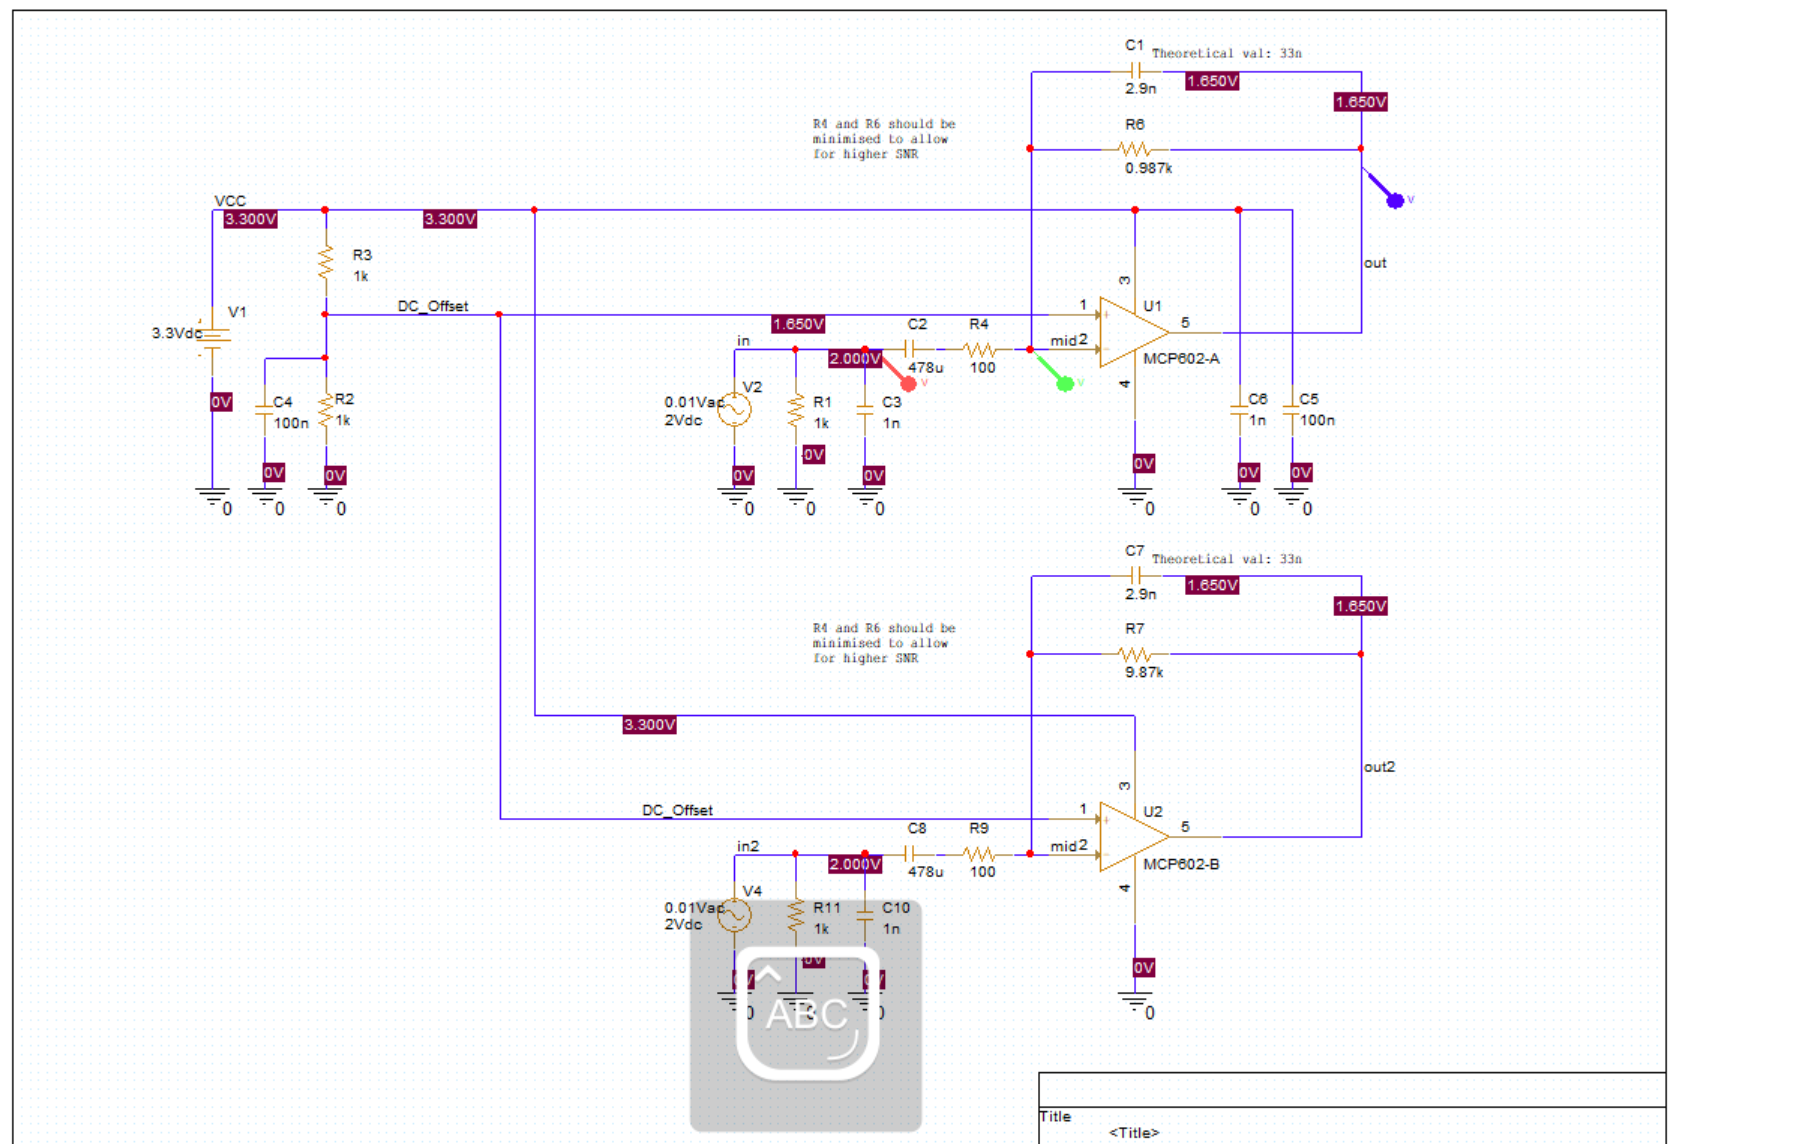 C1
Theoretical val: 33n
1.650V
2.9n
1.650V
R4 and R6 should be
minimised to allow
for higher SNR
R6
0.987k
V
VCC
3.300V
3.300V
R3
1k
3
out
DC_Offset
1
U1
V1
3.3Vdc
1.650V
C2
R4
5
in
mid
2
2.000V
478u
100
MCP602-A
V
V
V2
0.01Vac
2Vdc
R1
1k
C3
1n
4
0V
C4
100n
R2
1k
C6
1n
C5
100n
0V
0V
0V
0V
0V
0V
0V
0V
0V
0
0
0
0
0
0
0
0
0
C7
Theoretical val: 33n
1.650V
2.9n
1.650V
R4 and R6 should be
minimised to allow
for higher SNR
R7
9.87k
3.300V
out2
3
DC_Offset
1
U2
C8
R9
5
in2
mid
2
2.000V
478u
100
MCP602-B
V4
0.01Vac
2Vdc
R11
1k
C10
1n
4
0V
0V
0V
0V
0
0
0
0
ABC
Title
<Title>